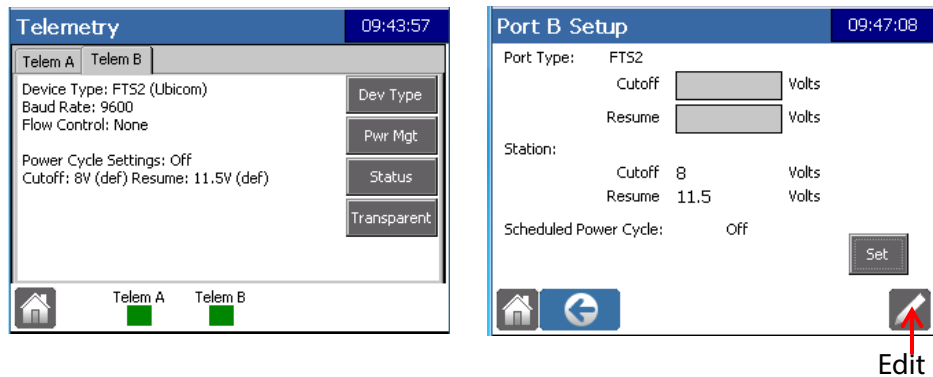 Telemetry 09:43:57
Telem A Telem B
Device Type: FTS2 (Ubicom)
Baud Rate: 9600
Flow Control: None
Power Cycle Settings: Off
Cutoff: 8V (def) Resume: 11.5V (def)
Dev Type
Pwr Mgt
Status
Transparent
Telem A Telem B
Port B Setup 09:47:08
Port Type: FTS2
Cutoff Volts
Resume Volts
Station:
Cutoff 8 Volts
Resume 11.5 Volts
Scheduled Power Cycle: Off
Set
Edit